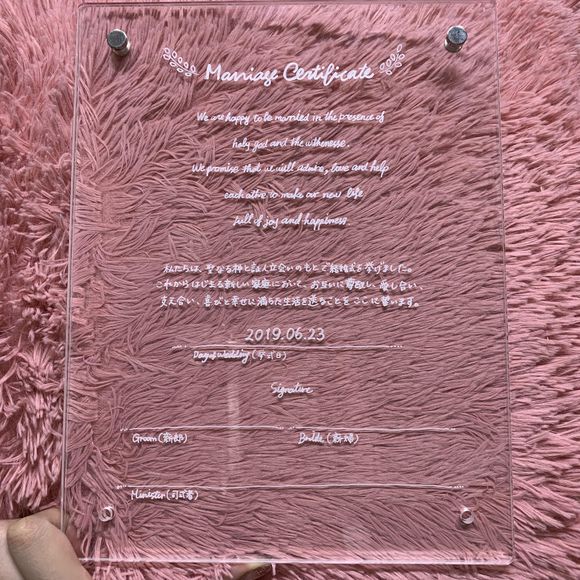 Marriage Certificate
We are happy to be married in the presence of
holy god and the withenesse.
We promise that we will admire, love and help
each othre to make our new life
full of joy and happiness.
私たちは、聖なる神と証人立会いのもとで結婚式を挙げました。
これからはじまる新しい家庭において、お互いに尊敬し、愛し合い、
支え合い、喜びと幸せに満ちた生活を送ることをここに誓います。
2019.06.23
Day of Wedding (挙式日)
Signature
Groom (新郎) Bride (新婦)
Minister (司式者)